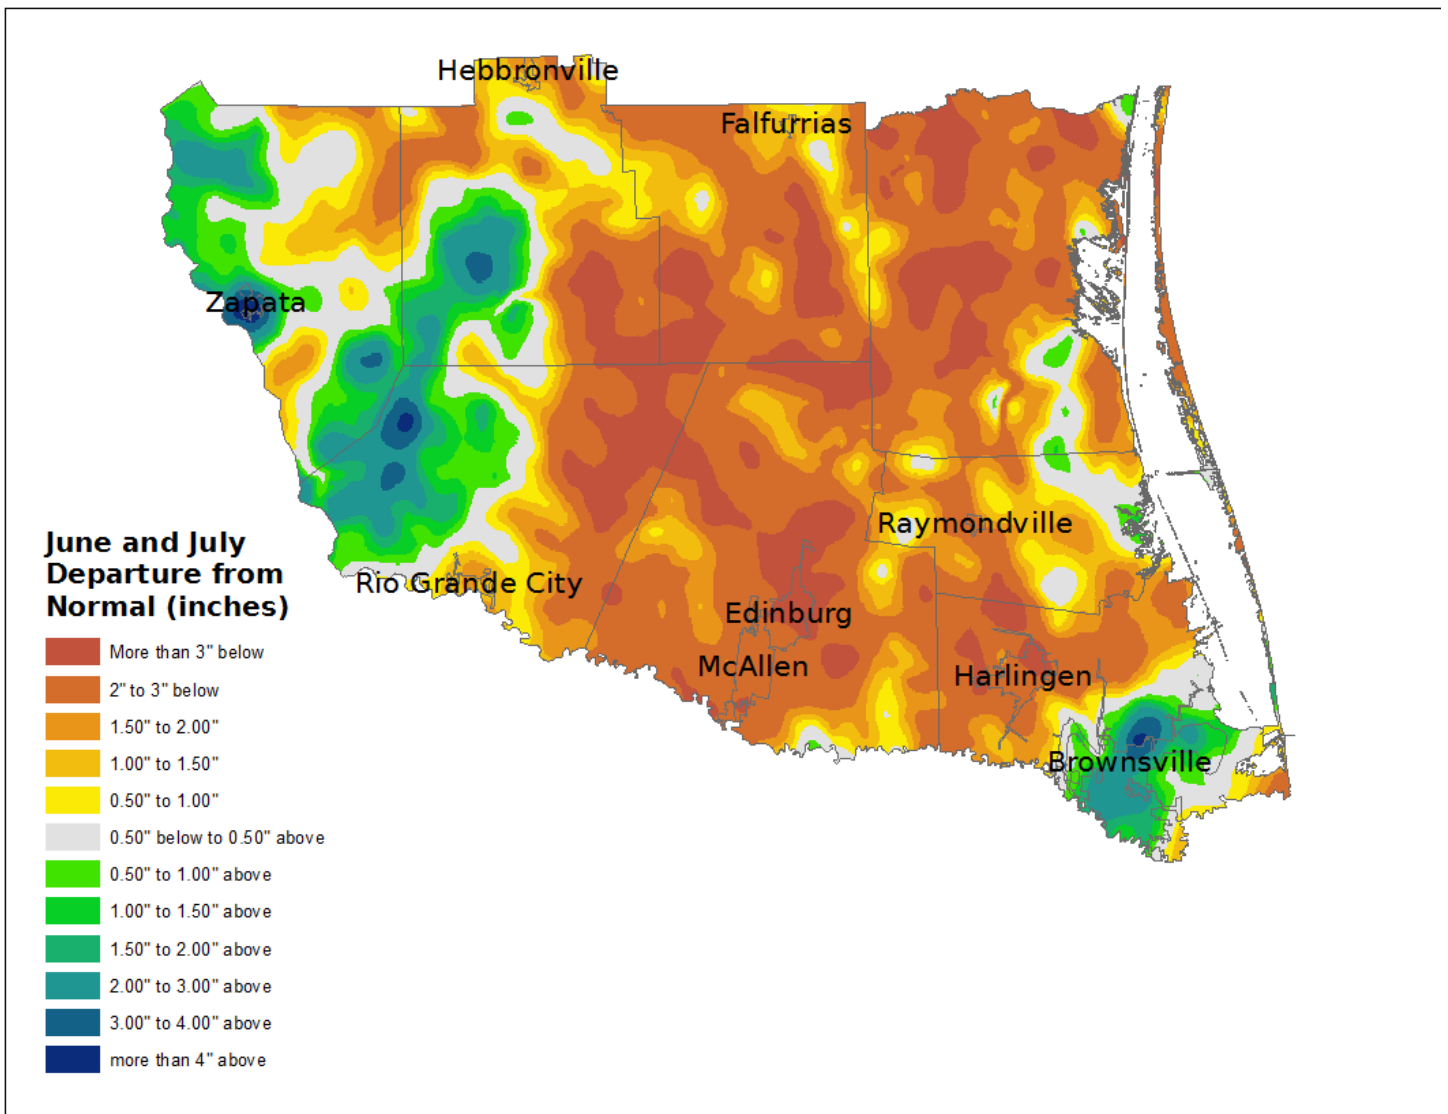 Hebbronville
Falfurrias
Zapata
Raymondville
Rio Grande City
Edinburg
McAllen
Harlingen
Brownsville
June and July
Departure from
Normal (inches)
More than 3" below
2" to 3" below
1.50" to 2.00"
1.00" to 1.50"
0.50" to 1.00"
0.50" below to 0.50" above
0.50" to 1.00" above
1.00" to 1.50" above
1.50" to 2.00" above
2.00" to 3.00" above
3.00" to 4.00" above
more than 4" above